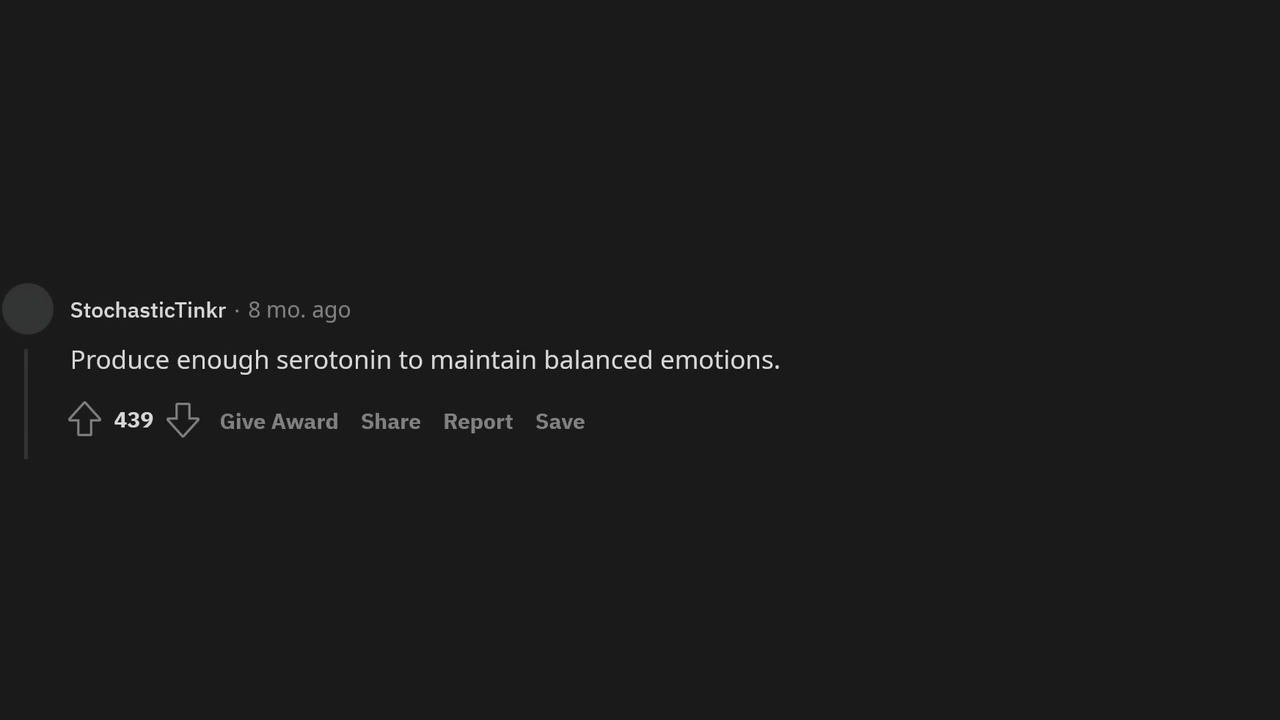 StochasticTinkr · 8 mo. ago
Produce enough serotonin to maintain balanced emotions.
439 Give Award Share Report Save